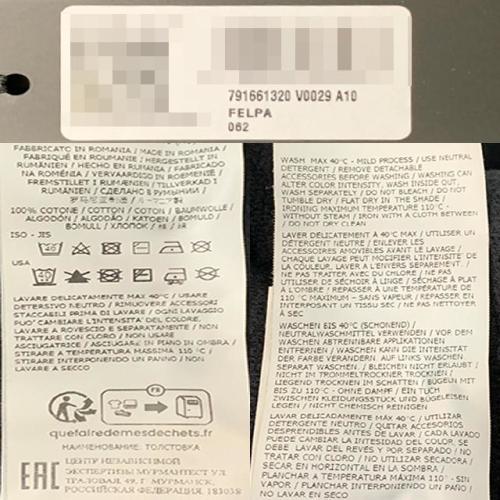 791661320 V0029 A10
FELPA
062
FABBRICATO IN ROMANIA / MADE IN ROMANIA /
FABRIQUÉ EN ROUMANIE / HERGESTELLT IN
RUMÄNIEN / HECHO EN RUMANIA / FABRICADO
NA ROMÉNIA / VERVAARDIGD IN ROEMENIË /
FREMSTILLET I RUMÆNIEN / TILLVERKAD I
RUMÄNIEN / СДЕЛАНО В РУМЫНИИ /
100% COTONE / COTTON / COTON / BAUMWOLLE /
ALGODÓN / ALGODÃO / KATOEN / BOMULD /
BOMULL / ХЛОПОК / 棉 / 綿
ISO - JIS
USA
LAVARE DELICATAMENTE MAX 40°C / USARE
DETERSIVO NEUTRO / RIMUOVERE ACCESSORI
STACCABILI PRIMA DI LAVARE / OGNI LAVAGGIO
PUO' CAMBIARE L'INTENSITA' DEL COLORE.
LAVARE A ROVESCIO E SEPARATAMENTE / NON
TRATTARE CON CLORO / NON USARE
ASCIUGATRICE / ASCIUGARE IN PIANO IN OMBRA /
STIRARE A TEMPERATURA MASSIMA 110 °C /
STIRARE INTERPONENDO UN PANNO / NON
LAVARE A SECCO
FR
quefairedemesdéchets.fr
НАИМЕНОВАНИЕ: ТОЛСТОВКА
EAC
ЦЕНТР НЕЗАВИСИМОЙ
ЭКСПЕРТИЗЫ МУРМАНТЕСТ УЛ.
ТРАЛОВАЯ 49, Г. МУРМАНСК,
РОССИЙСКАЯ ФЕДЕРАЦИЯ, 183038
WASH MAX 40°C - MILD PROCESS / USE NEUTRAL
DETERGENT / REMOVE DETACHABLE
ACCESSORIES BEFORE WASHING / WASHING CAN
ALTER COLOR INTENSITY, WASH INSIDE OUT,
WASH SEPARATELY / DO NOT BLEACH / DO NOT
TUMBLE DRY / FLAT DRY IN THE SHADE /
IRONING MAXIMUM TEMPERATURE 110 °C -
WITHOUT STEAM / IRON WITH A CLOTH BETWEEN
/ DO NOT DRY CLEAN
LAVER DÉLICATEMENT À 40°C MAX / UTILISER UN
DÉTERGENT NEUTRE / ENLEVER LES
ACCESSOIRES AMOVIBLES AVANT LE LAVAGE /
CHAQUE LAVAGE PEUT MODIFIER L'INTENSITÉ DE
LA COULEUR, LAVER A L'ENVERS SÉPARÉMENT. /
NE PAS TRAITER AVEC DU CHLORE / NE PAS
UTILISER DE SÉCHOIR À LINGE / SÉCHAGE À PLAT
À L'OMBRE / REPASSER À UNE TEMPÉRATURE DE
110 °C MAXIMUM - SANS VAPEUR / REPASSER EN
INTERPOSANT UN TISSU SEC / NE PAS NETTOYER
À SEC
WASCHEN BIS 40°C (SCHONEND) /
NEUTRALWASCHMITTEL VERWENDEN / VOR DEM
WASCHEN ABTRENNBARE APPLIKATIONEN
ENTFERNEN / WASCHEN KANN DIE INTENSITÄT
DER FARBE VERÄNDERN, AUF LINKS WASCHEN,
SEPARAT WASCHEN. / BLEICHEN NICHT ERLAUBT /
NICHT IM TROMMELTROCKNER TROCKNEN /
LIEGEND TROCKNEN IM SCHATTEN / BÜGELN MIT
BIS ZU 110°C - OHNE DAMPF / EIN TUCH
ZWISCHEN KLEIDUNGSSTÜCK UND BÜGELEISEN
LEGEN / NICHT CHEMISCH REINIGEN
LAVAR DELICADAMENTE MÁX 40°C / UTILIZAR
DETERGENTE NEUTRO / QUITAR ACCESORIOS
DESPRENDIBLES ANTES DE LAVAR / CADA LAVADO
PUEDE CAMBIAR LA INTESIDAD DEL COLOR, SE
DEBE LAVAR DEL REVÉS Y POR SEPARADO / NO
TRATAR CON CLORO / NO UTILIZAR SECADORA /
SECAR EN HORIZONTAL EN LA SOMBRA /
PLANCHAR A TEMPERATURA MÁXIMA 110° - SIN
VAPOR / PLANCHAR INTERPONIENDO UN PAÑO /
NO LAVAR EN SECO